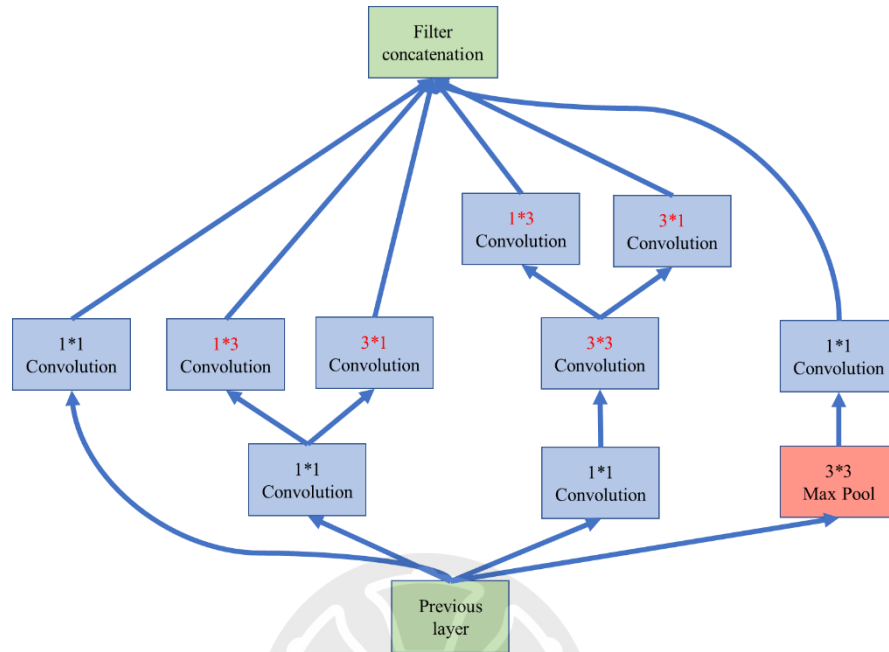 Filter
concatenation
1*3
Convolution
3*1
Convolution
1*1
Convolution
1*3
Convolution
3*1
Convolution
3*3
Convolution
1*1
Convolution
1*1
Convolution
1*1
Convolution
3*3
Max Pool
Previous
layer